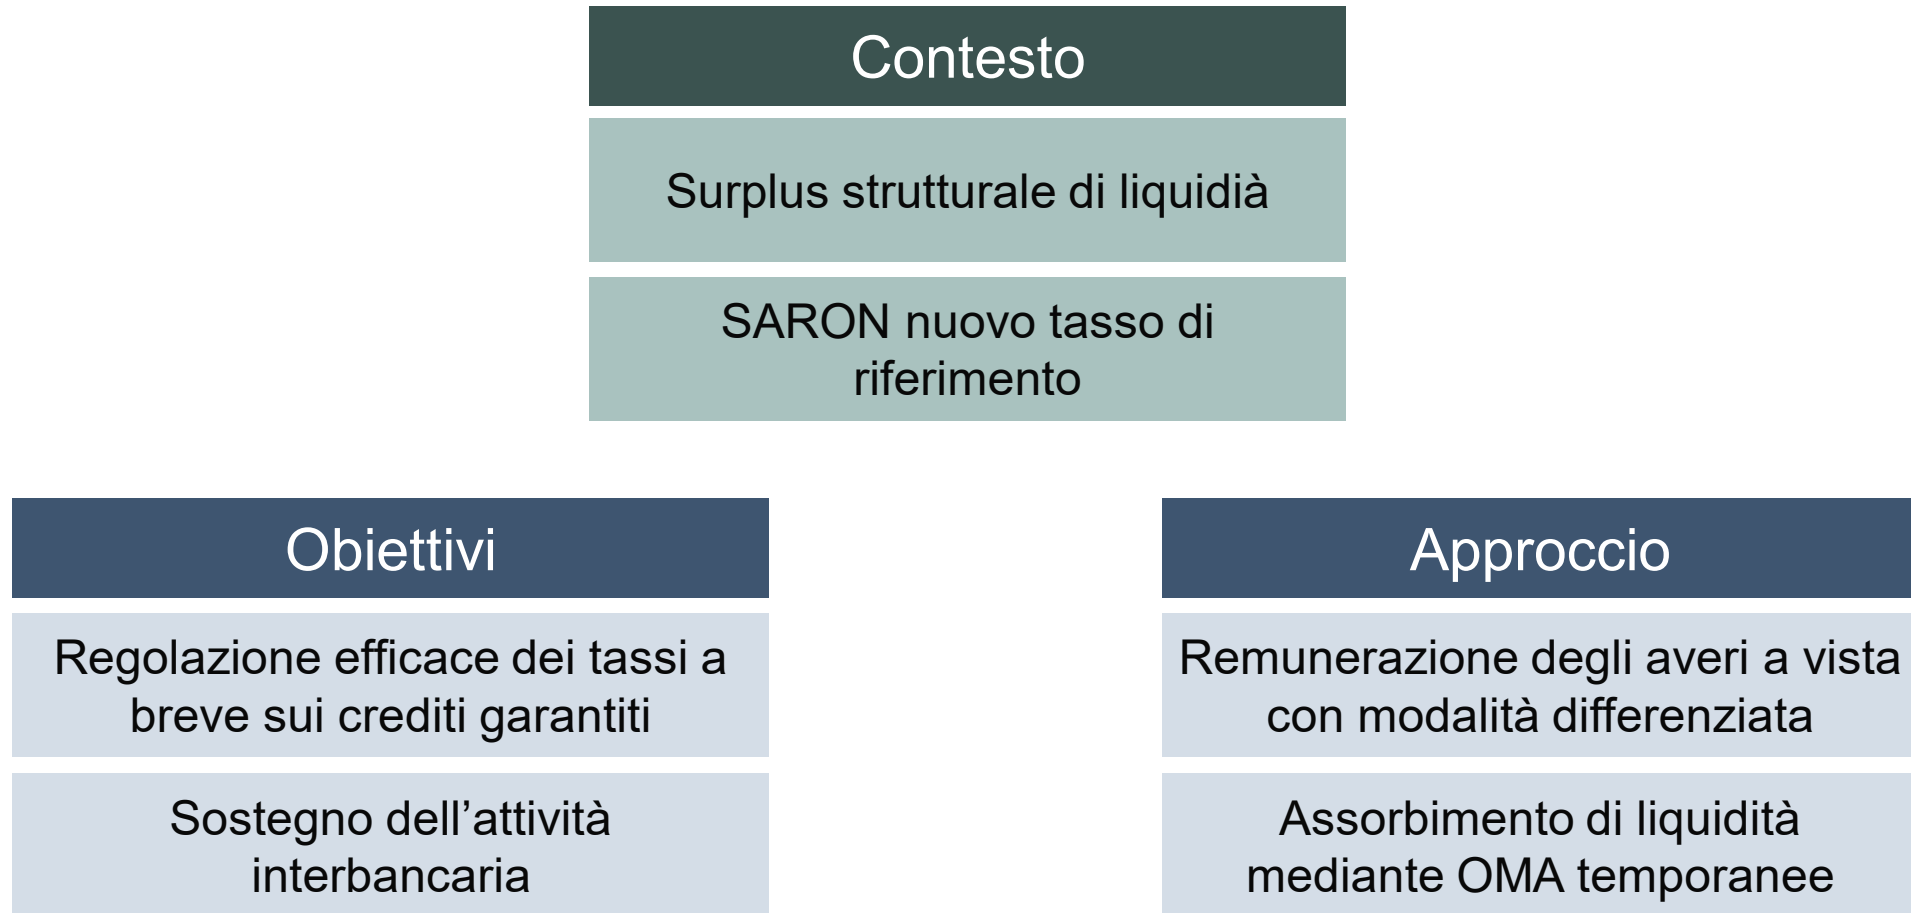 Contesto
Surplus strutturale di liquidià
SARON nuovo tasso di
riferimento
Obiettivi
Regolazione efficace dei tassi a
breve sui crediti garantiti
Sostegno dell’attività
interbancaria
Approccio
Remunerazione degli averi a vista
con modalità differenziata
Assorbimento di liquidità
mediante OMA temporanee